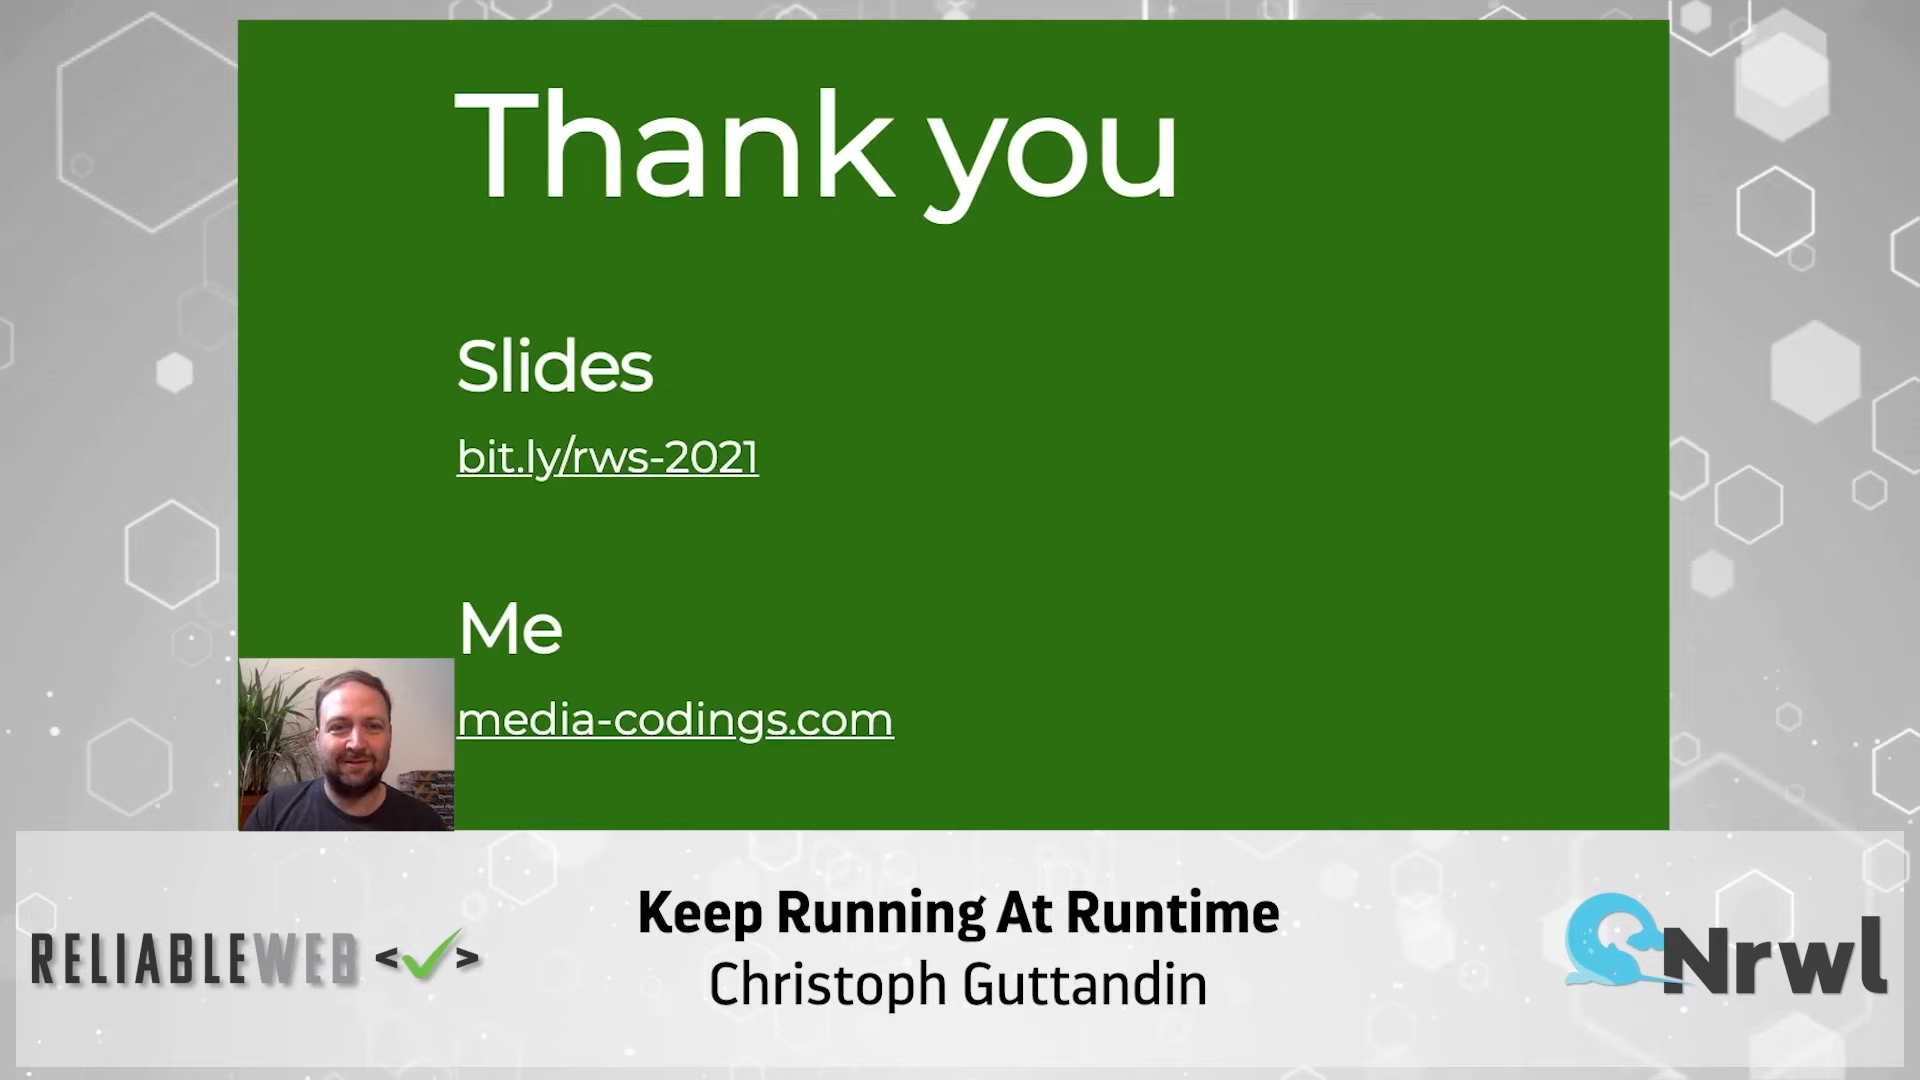 Thank you
Slides
bit.ly/rws-2021
Me
media-codings.com
Keep Running At Runtime
Christoph Guttandin
RELIABLEWEB <✓>
Nrwl